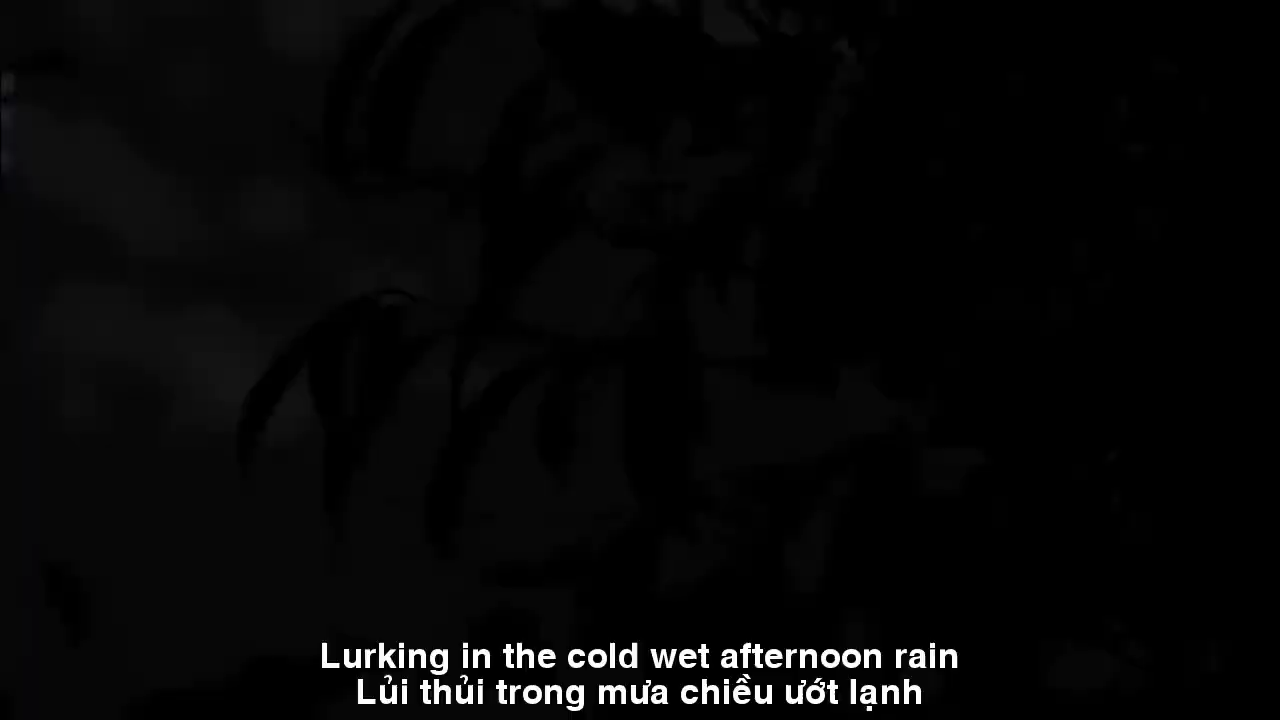 Lurking in the cold wet afternoon rain
Lủi thủi trong mưa chiều ướt lạnh